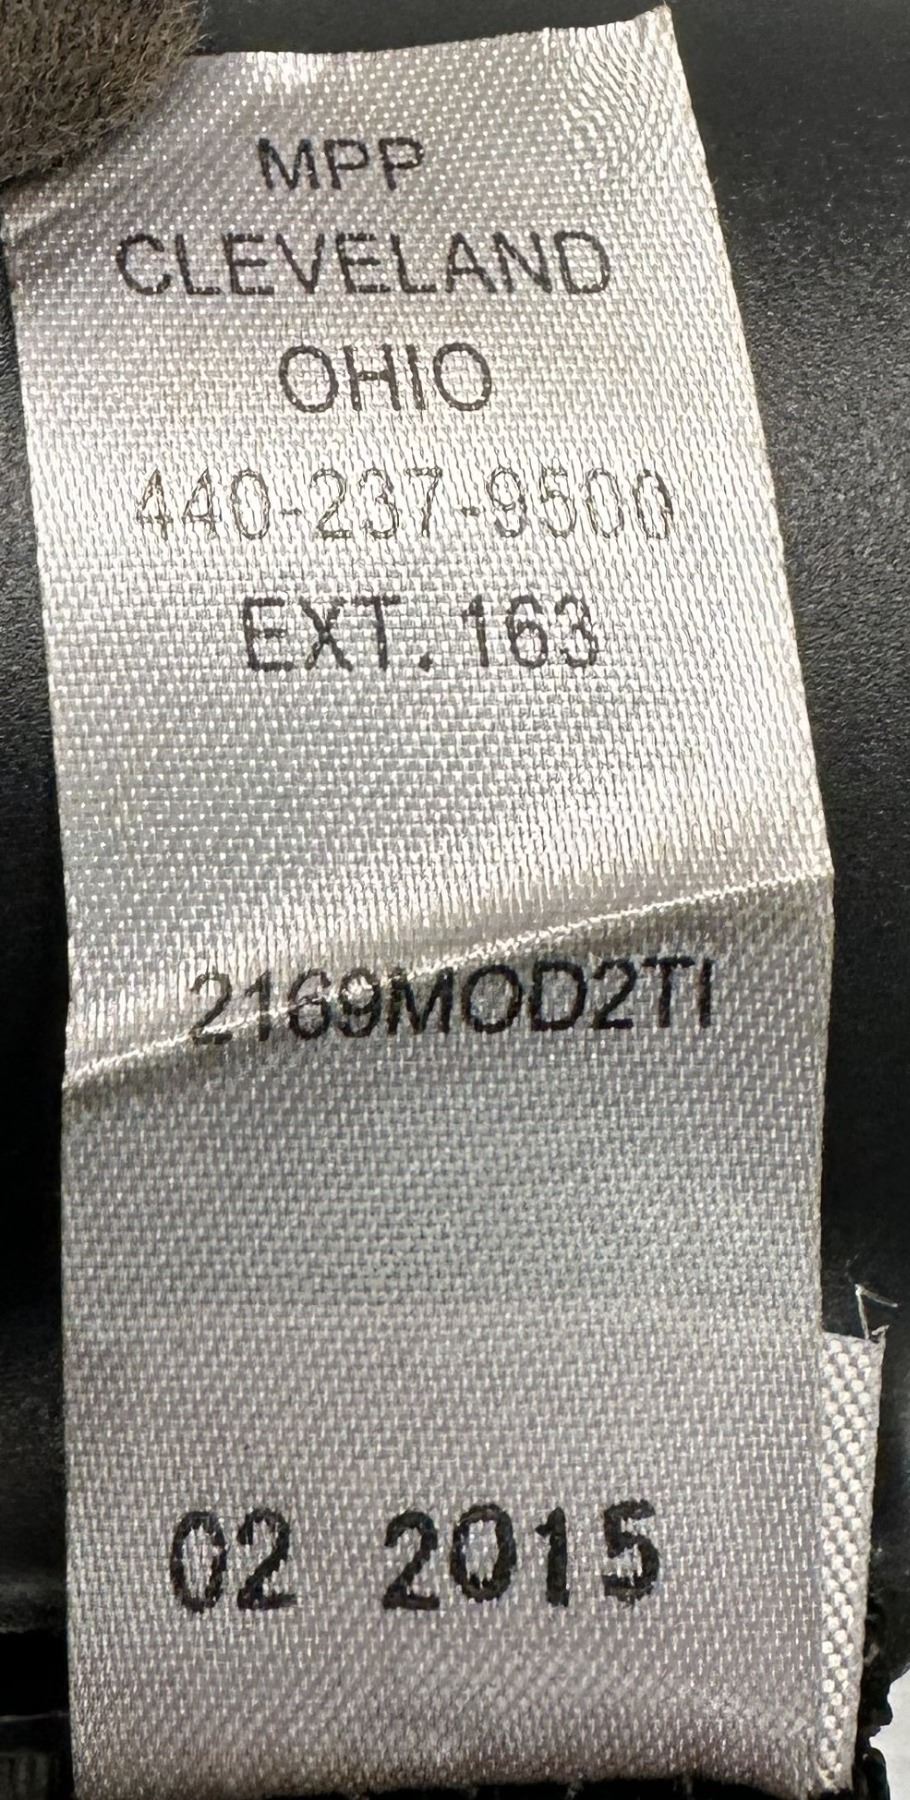 MPP
CLEVELAND
OHIO
440-237-9500
EXT. 163
2169MOD2TI
02 2015